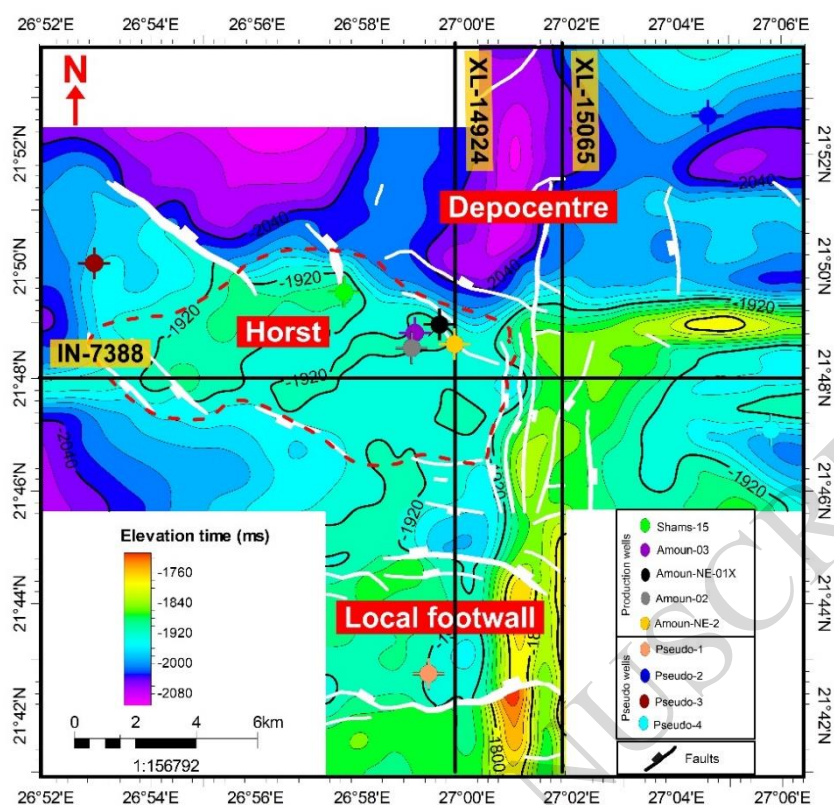 26°52'E 26°54'E 26°56'E 26°58'E 27°00'E 27°02'E 27°04'E 27°06'E
N
XL-14924
XL-15065
21°52'N
21°52'N
-2040
-2040
Depocentre
21°50'N
-2040
21°50'N
-1920
-1920
-1920
Horst
IN-7388
21°48'N
-1920
21°48'N
-2040
21°46'N
-1920
-1920
-1920
21°46'N
Elevation time (ms)
-1760
-1840
-1920
-2000
-2080
Production wells
Shams-15
Amoun-03
Amoun-NE-01X
Amoun-02
Amoun-NE-2
Pseudo wells
Pseudo-1
Pseudo-2
Pseudo-3
Pseudo-4
Faults
21°44'N
21°44'N
Local footwall
21°42'N
-1800
21°42'N
0 2 4 6km
1:156792
26°52'E 26°54'E 26°56'E 26°58'E 27°00'E 27°02'E 27°04'E 27°06'E
NUSCR